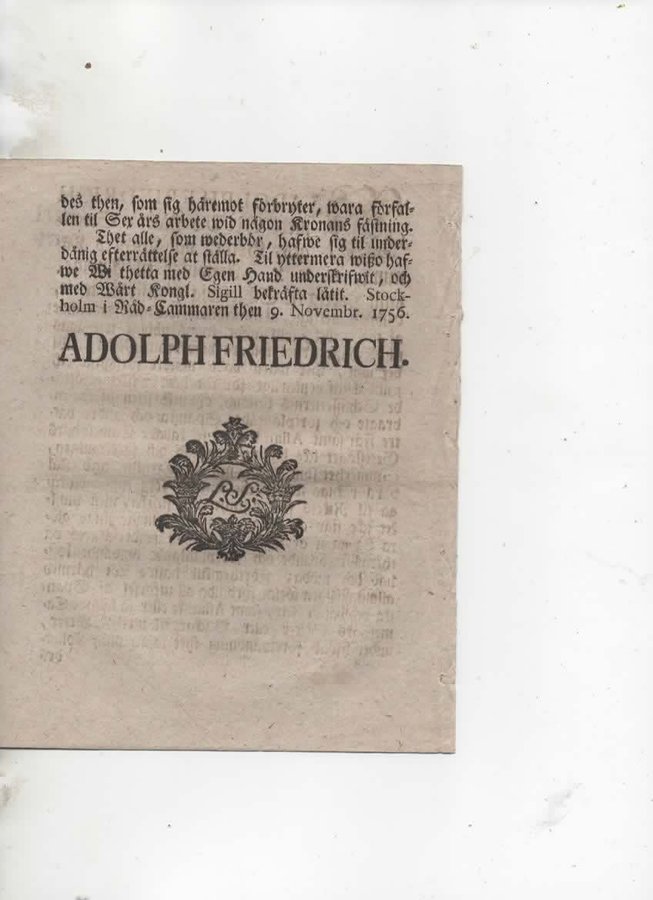 des then, som sig häremot förbryter, wara förfal-
len til Sex års arbete wid någon Kronans fästning.
Thet alle, som wederbör, hafwe sig til under-
dånig efterrättelse at ställa. Til yttermera wißo haf-
we Wi thetta med Egen Hand underskrifwit, och
med Wårt Kongl. Sigill bekräfta låtit. Stock-
holm i Råd-Cammaren then 9. Novembr. 1756.
ADOLPH FRIEDRICH.
L.S.